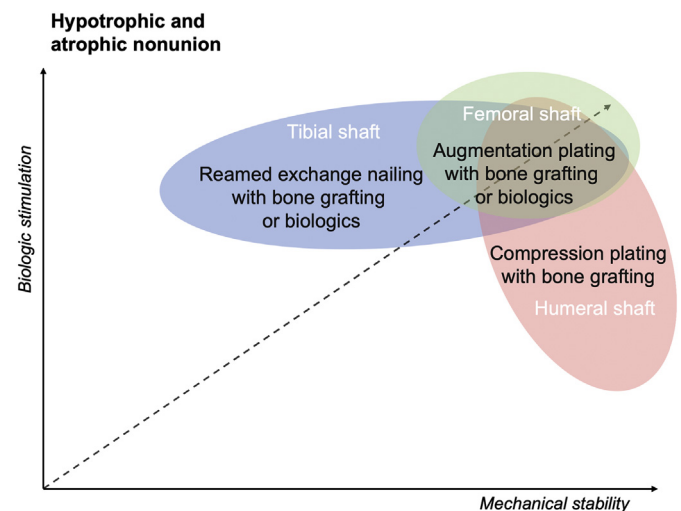 Hypotrophic and
atrophic nonunion
Biologic stimulation
Tibial shaft
Reamed exchange nailing
with bone grafting
or biologics
Femoral shaft
Augmentation plating
with bone grafting
or biologics
Compression plating
with bone grafting
Humeral shaft
Mechanical stability